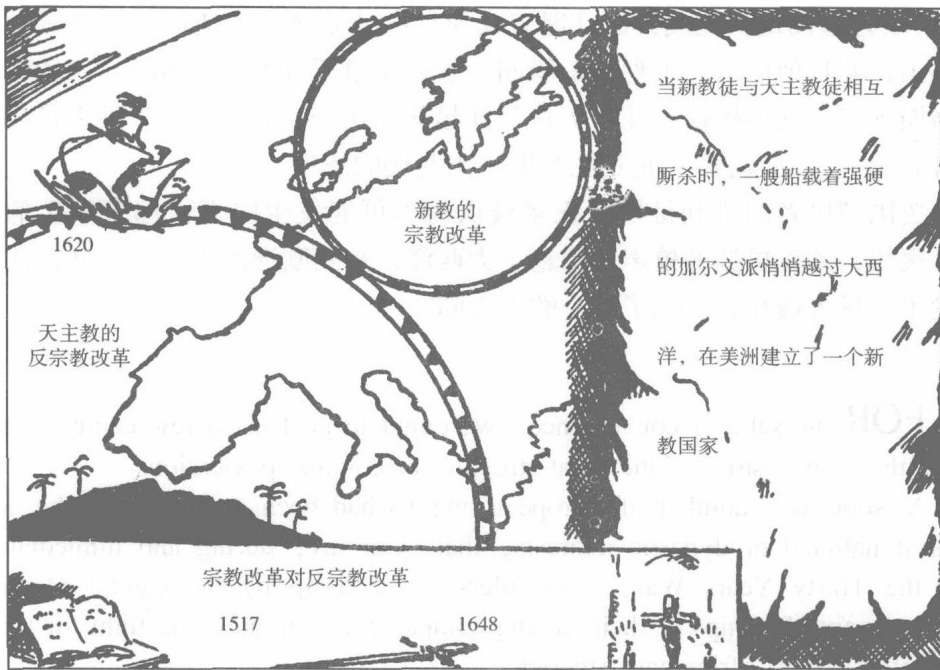 1620
新教的
宗教改革
天主教的
反宗教改革
宗教改革对反宗教改革
1517
1648
当新教徒与天主教徒相互
厮杀时,一艘船载着强硬
的加尔文派悄悄越过大西
洋,在美洲建立了一个新
教国家